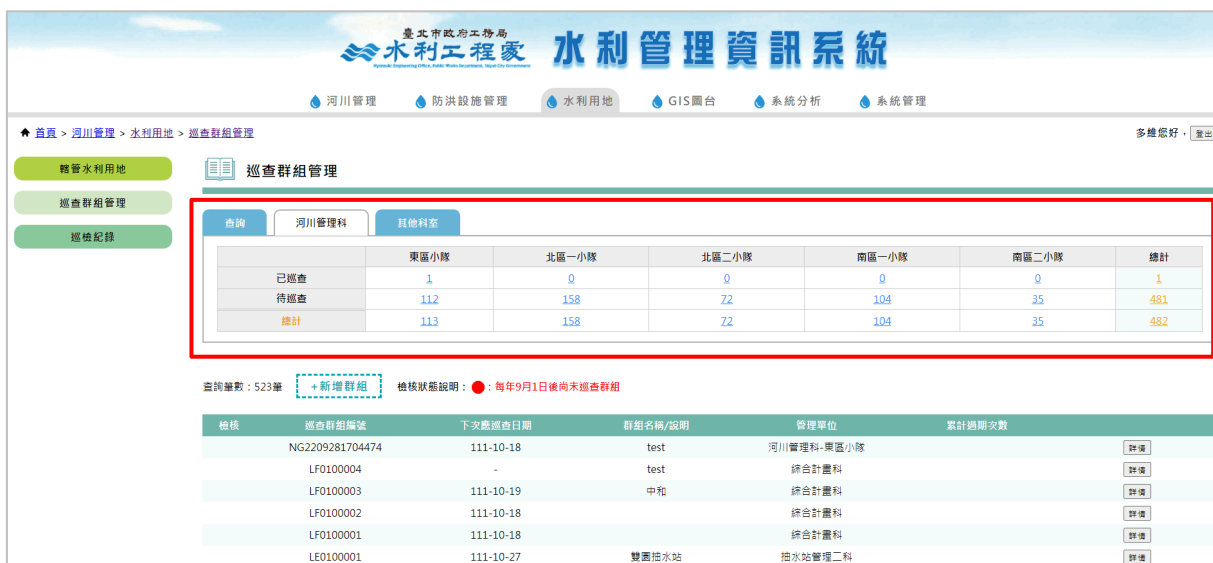 臺北市政府工務局
水利工程處 水利管理資訊系統
Hydraulic Engineering Office, Public Works Department, Taipei City Government
河川管理 防洪設施管理 水利用地 GIS圖台 系統分析 系統管理
首頁 > 河川管理 > 水利用地 > 巡查群組管理 多維您好， 登出
轄管水利用地
巡查群組管理
巡檢紀錄
巡查群組管理
查詢 河川管理科 其他科室
東區小隊 北區一小隊 北區二小隊 南區一小隊 南區二小隊 總計
已巡查 1 0 0 0 0 1
待巡查 112 158 72 104 35 481
總計 113 158 72 104 35 482
查詢筆數：523筆 +新增群組 檢核狀態說明：：每年9月1日後尚未巡查群組
檢核 巡查群組編號 下次應巡查日期 群組名稱/說明 管理單位 累計過期次數
NG2209281704474 111-10-18 test 河川管理科-東區小隊 詳情
LF0100004 - test 綜合計畫科 詳情
LF0100003 111-10-19 中和 綜合計畫科 詳情
LF0100002 111-10-18 綜合計畫科 詳情
LF0100001 111-10-18 綜合計畫科 詳情
LE0100001 111-10-27 雙園抽水站 抽水站管理二科 詳情